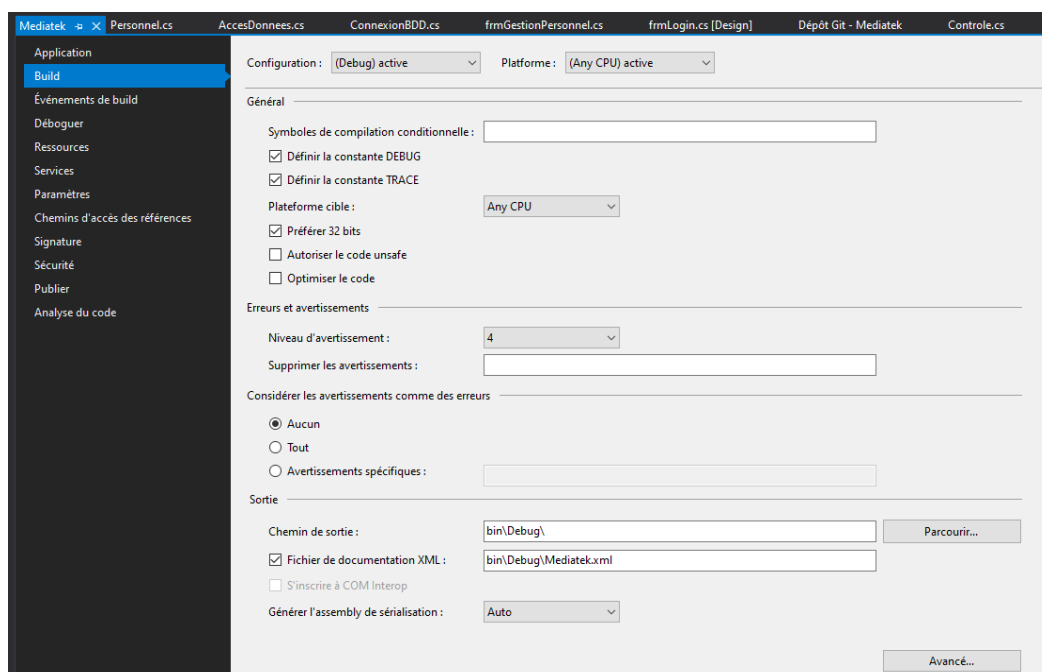 Mediatek Personnel.cs AccesDonnees.cs ConnexionBDD.cs frmGestionPersonnel.cs frmLogin.cs [Design] Dépôt Git - Mediatek Controle.cs
Application
Build
Événements de build
Déboguer
Ressources
Services
Paramètres
Chemins d'accès des références
Signature
Sécurité
Publier
Analyse du code
Configuration : (Debug) active Platforme : (Any CPU) active
Général
Symboles de compilation conditionnelle :
Définir la constante DEBUG
Définir la constante TRACE
Plateforme cible : Any CPU
Préférer 32 bits
Autoriser le code unsafe
Optimiser le code
Erreurs et avertissements
Niveau d'avertissement : 4
Supprimer les avertissements :
Considérer les avertissements comme des erreurs
Aucun
Tout
Avertissements spécifiques :
Sortie
Chemin de sortie : bin\Debug\ Parcourir...
Fichier de documentation XML : bin\Debug\Mediatek.xml
S'inscrire à COM Interop
Générer l'assembly de sérialisation : Auto
Avancé...